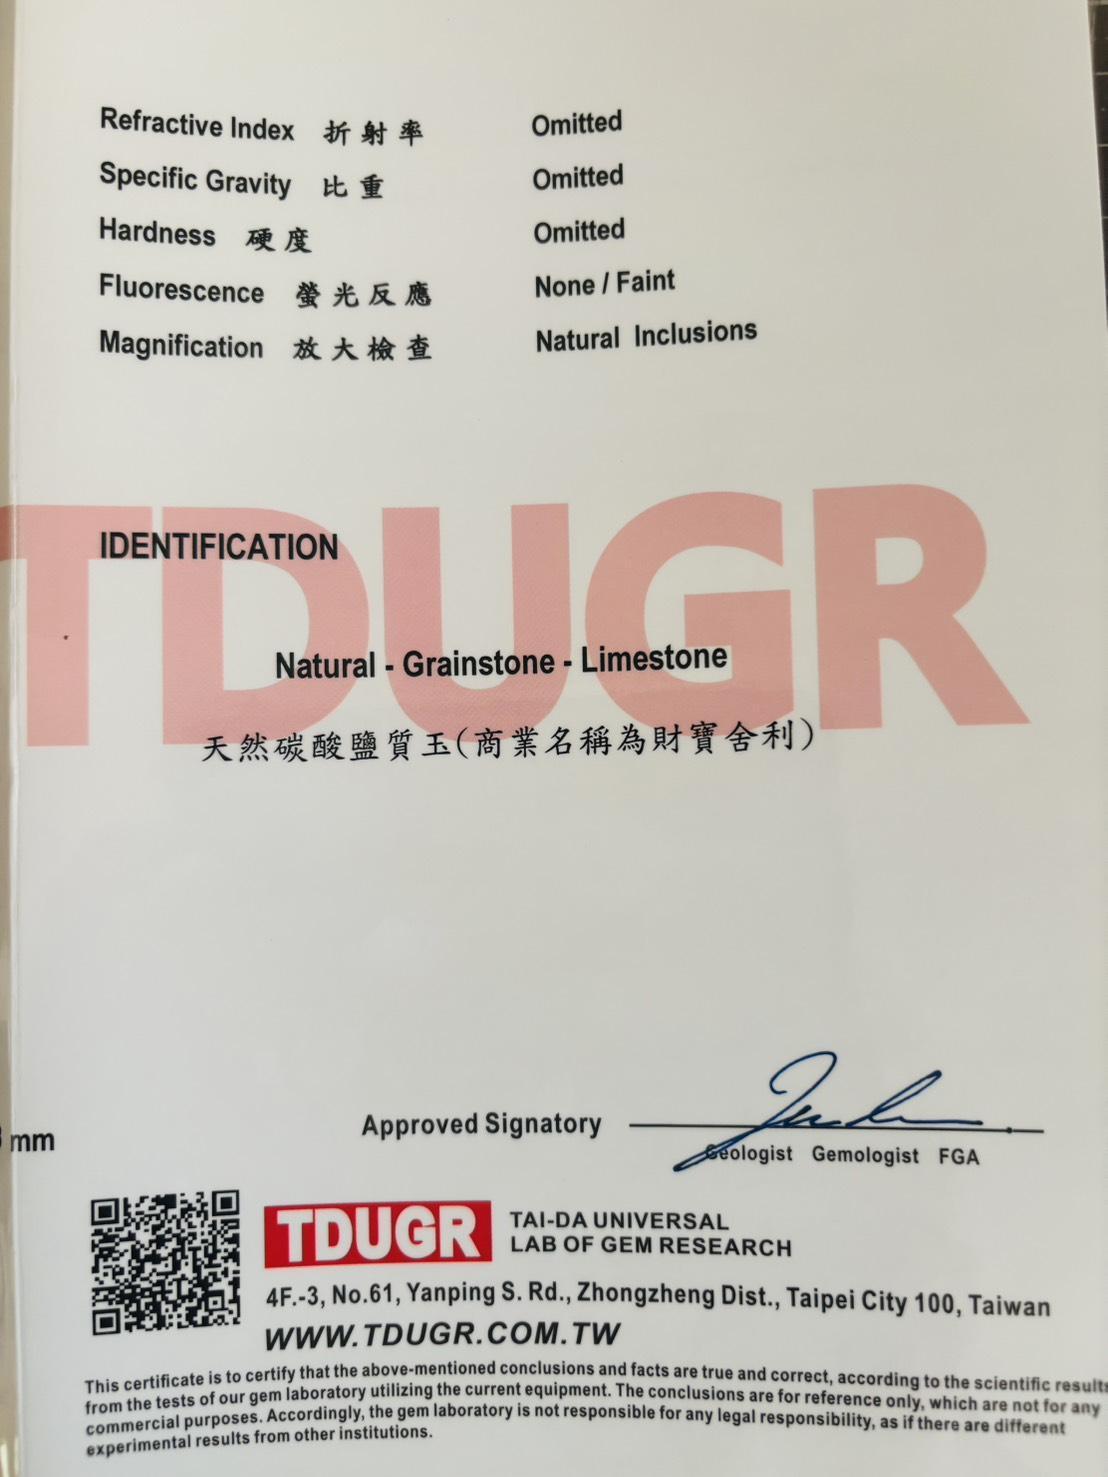 Refractive Index 折射率 Omitted
Specific Gravity 比重 Omitted
Hardness 硬度 Omitted
Fluorescence 螢光反應 None / Faint
Magnification 放大檢查 Natural Inclusions
TDUGR
IDENTIFICATION
Natural - Grainstone - Limestone
天然碳酸鹽質玉(商業名稱為財寶舍利)
mm
Approved Signatory
Geologist Gemologist FGA
TDUGR
TAI-DA UNIVERSAL
LAB OF GEM RESEARCH
4F.-3, No.61, Yanping S. Rd., Zhongzheng Dist., Taipei City 100, Taiwan
WWW.TDUGR.COM.TW
This certificate is to certify that the above-mentioned conclusions and facts are true and correct, according to the scientific results
from the tests of our gem laboratory utilizing the current equipment. The conclusions are for reference only, which are not for any
commercial purposes. Accordingly, the gem laboratory is not responsible for any legal responsibility, as if there are different
experimental results from other institutions.